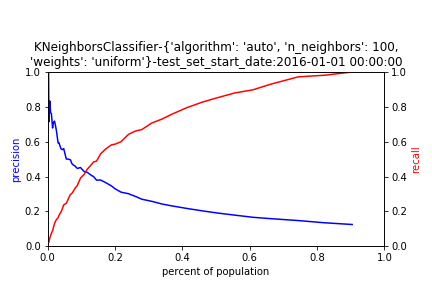 KNeighborsClassifier-{'algorithm': 'auto', 'n_neighbors': 100,
'weights': 'uniform'}-test_set_start_date:2016-01-01 00:00:00
1.0
0.8
0.6
0.4
0.2
0.0
precision
1.0
0.8
0.6
0.4
0.2
0.0
recall
0.0 0.2 0.4 0.6 0.8 1.0
percent of population